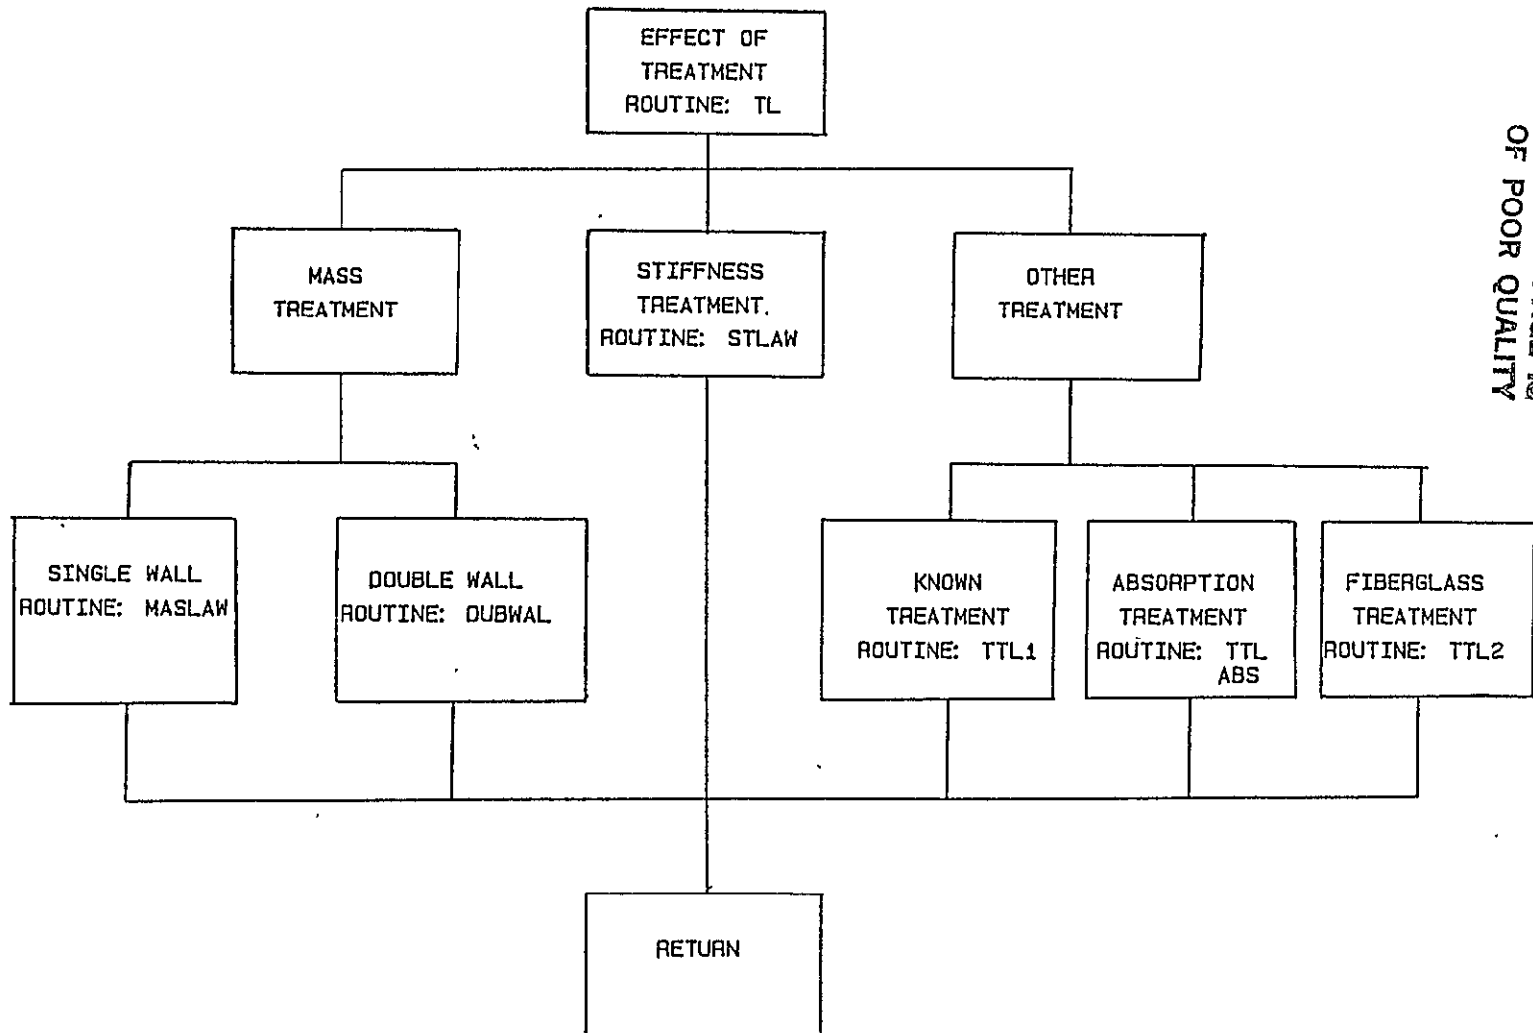 EFFECT OF
TREATMENT
ROUTINE: TL
MASS
TREATMENT
STIFFNESS
TREATMENT.
ROUTINE: STLAW
OTHER
TREATMENT
SINGLE WALL
ROUTINE: MASLAW
DOUBLE WALL
ROUTINE: DUBWAL
KNOWN
TREATMENT
ROUTINE: TTL1
ABSORPTION
TREATMENT
ROUTINE: TTL
ABS
FIBERGLASS
TREATMENT
ROUTINE: TTL2
RETURN
OF POOR QUALITY